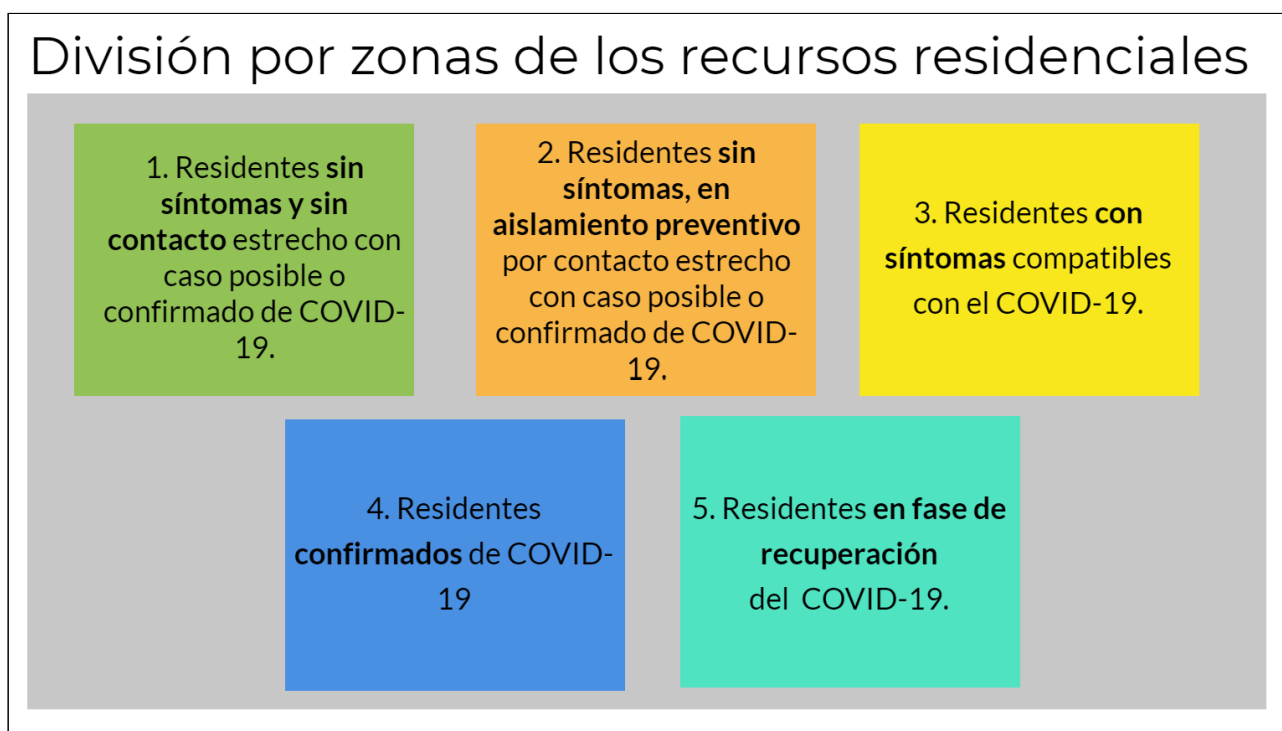 División por zonas de los recursos residenciales
1. Residentes sin
síntomas y sin
contacto estrecho con
caso posible o
confirmado de COVID-
19.
2. Residentes sin
síntomas, en
aislamiento preventivo
por contacto estrecho
con caso posible o
confirmado de COVID-
19.
3. Residentes con
síntomas compatibles
con el COVID-19.
4. Residentes
confirmados de COVID-
19
5. Residentes en fase de
recuperación
del COVID-19.